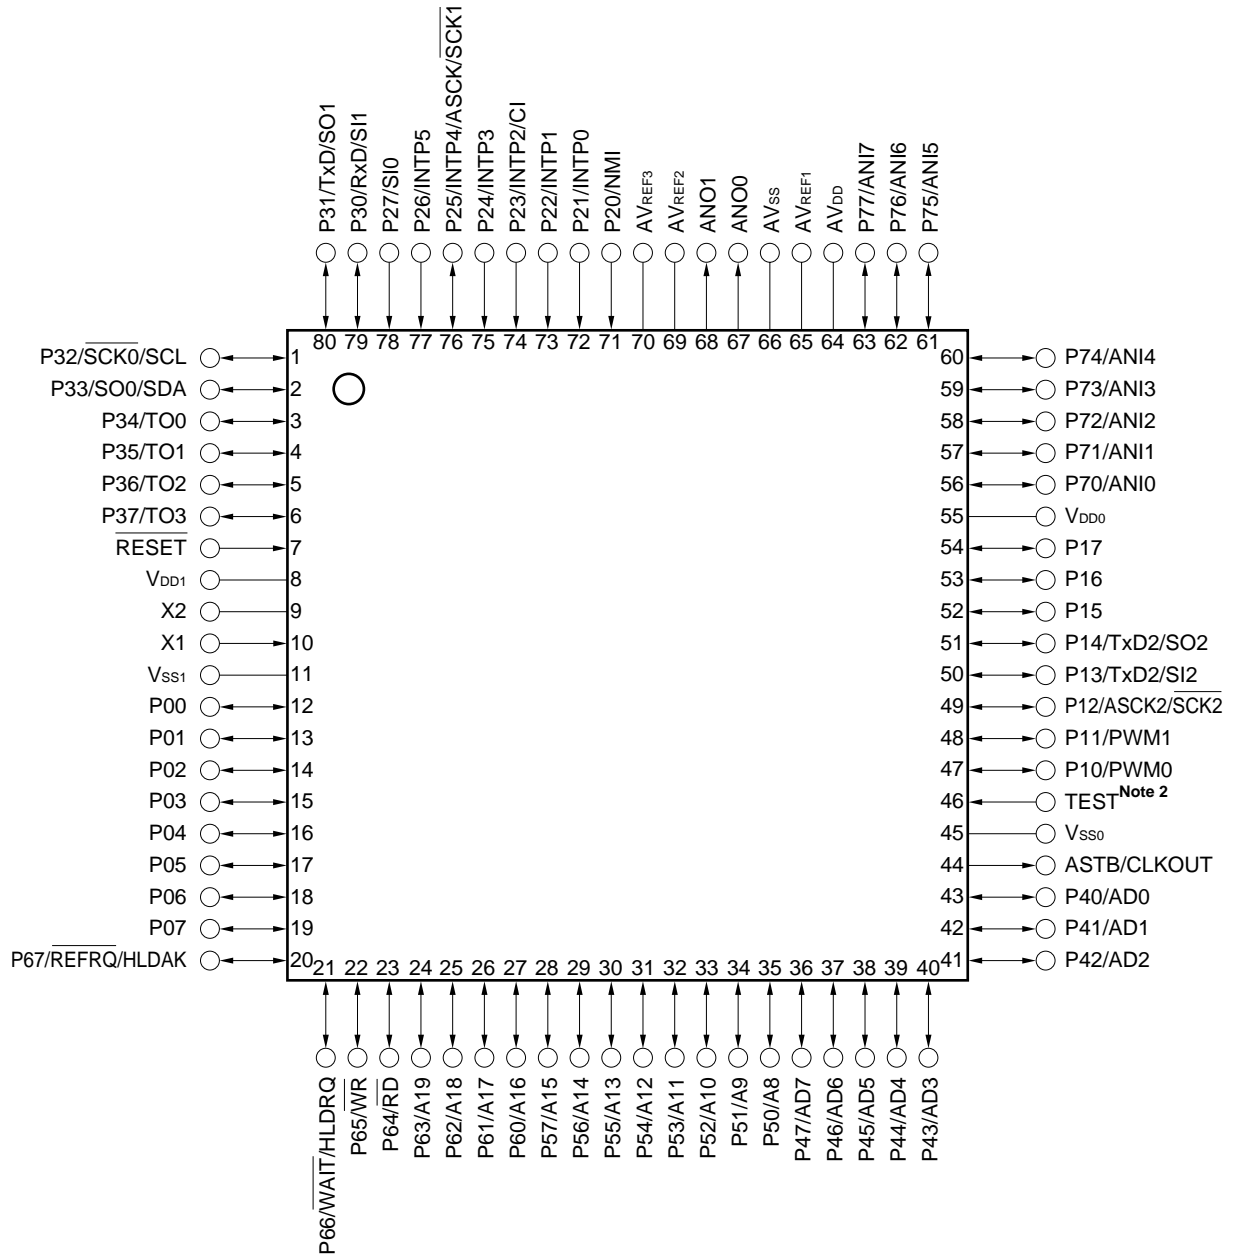 P31/TxD/SO1
P30/RxD/SI1
P27/SI0
P26/INTP5
P25/INTP4/ASCK/SCK1
P24/INTP3
P23/INTP2/CI
P22/INTP1
P21/INTP0
P20/NMI
AVREF3
AVREF2
ANO1
ANO0
AVSS
AVREF1
AVDD
P77/ANI7
P76/ANI6
P75/ANI5
80 79 78 77 76 75 74 73 72 71 70 69 68 67 66 65 64 63 62 61
P32/SCK0/SCL 1
P33/SO0/SDA 2
P34/TO0 3
P35/TO1 4
P36/TO2 5
P37/TO3 6
RESET 7
VDD1 8
X2 9
X1 10
VSS1 11
P00 12
P01 13
P02 14
P03 15
P04 16
P05 17
P06 18
P07 19
P67/REFRQ/HLDAK 20
60 P74/ANI4
59 P73/ANI3
58 P72/ANI2
57 P71/ANI1
56 P70/ANI0
55 VDD0
54 P17
53 P16
52 P15
51 P14/TxD2/SO2
50 P13/TxD2/SI2
49 P12/ASCK2/SCK2
48 P11/PWM1
47 P10/PWM0
46 TEST Note 2
45 VSS0
44 ASTB/CLKOUT
43 P40/AD0
42 P41/AD1
41 P42/AD2
21 22 23 24 25 26 27 28 29 30 31 32 33 34 35 36 37 38 39 40
P66/WAIT/HLDRQ
P65/WR
P64/RD
P63/A19
P62/A18
P61/A17
P60/A16
P57/A15
P56/A14
P55/A13
P54/A12
P53/A11
P52/A10
P51/A9
P50/A8
P47/AD7
P46/AD6
P45/AD5
P44/AD4
P43/AD3